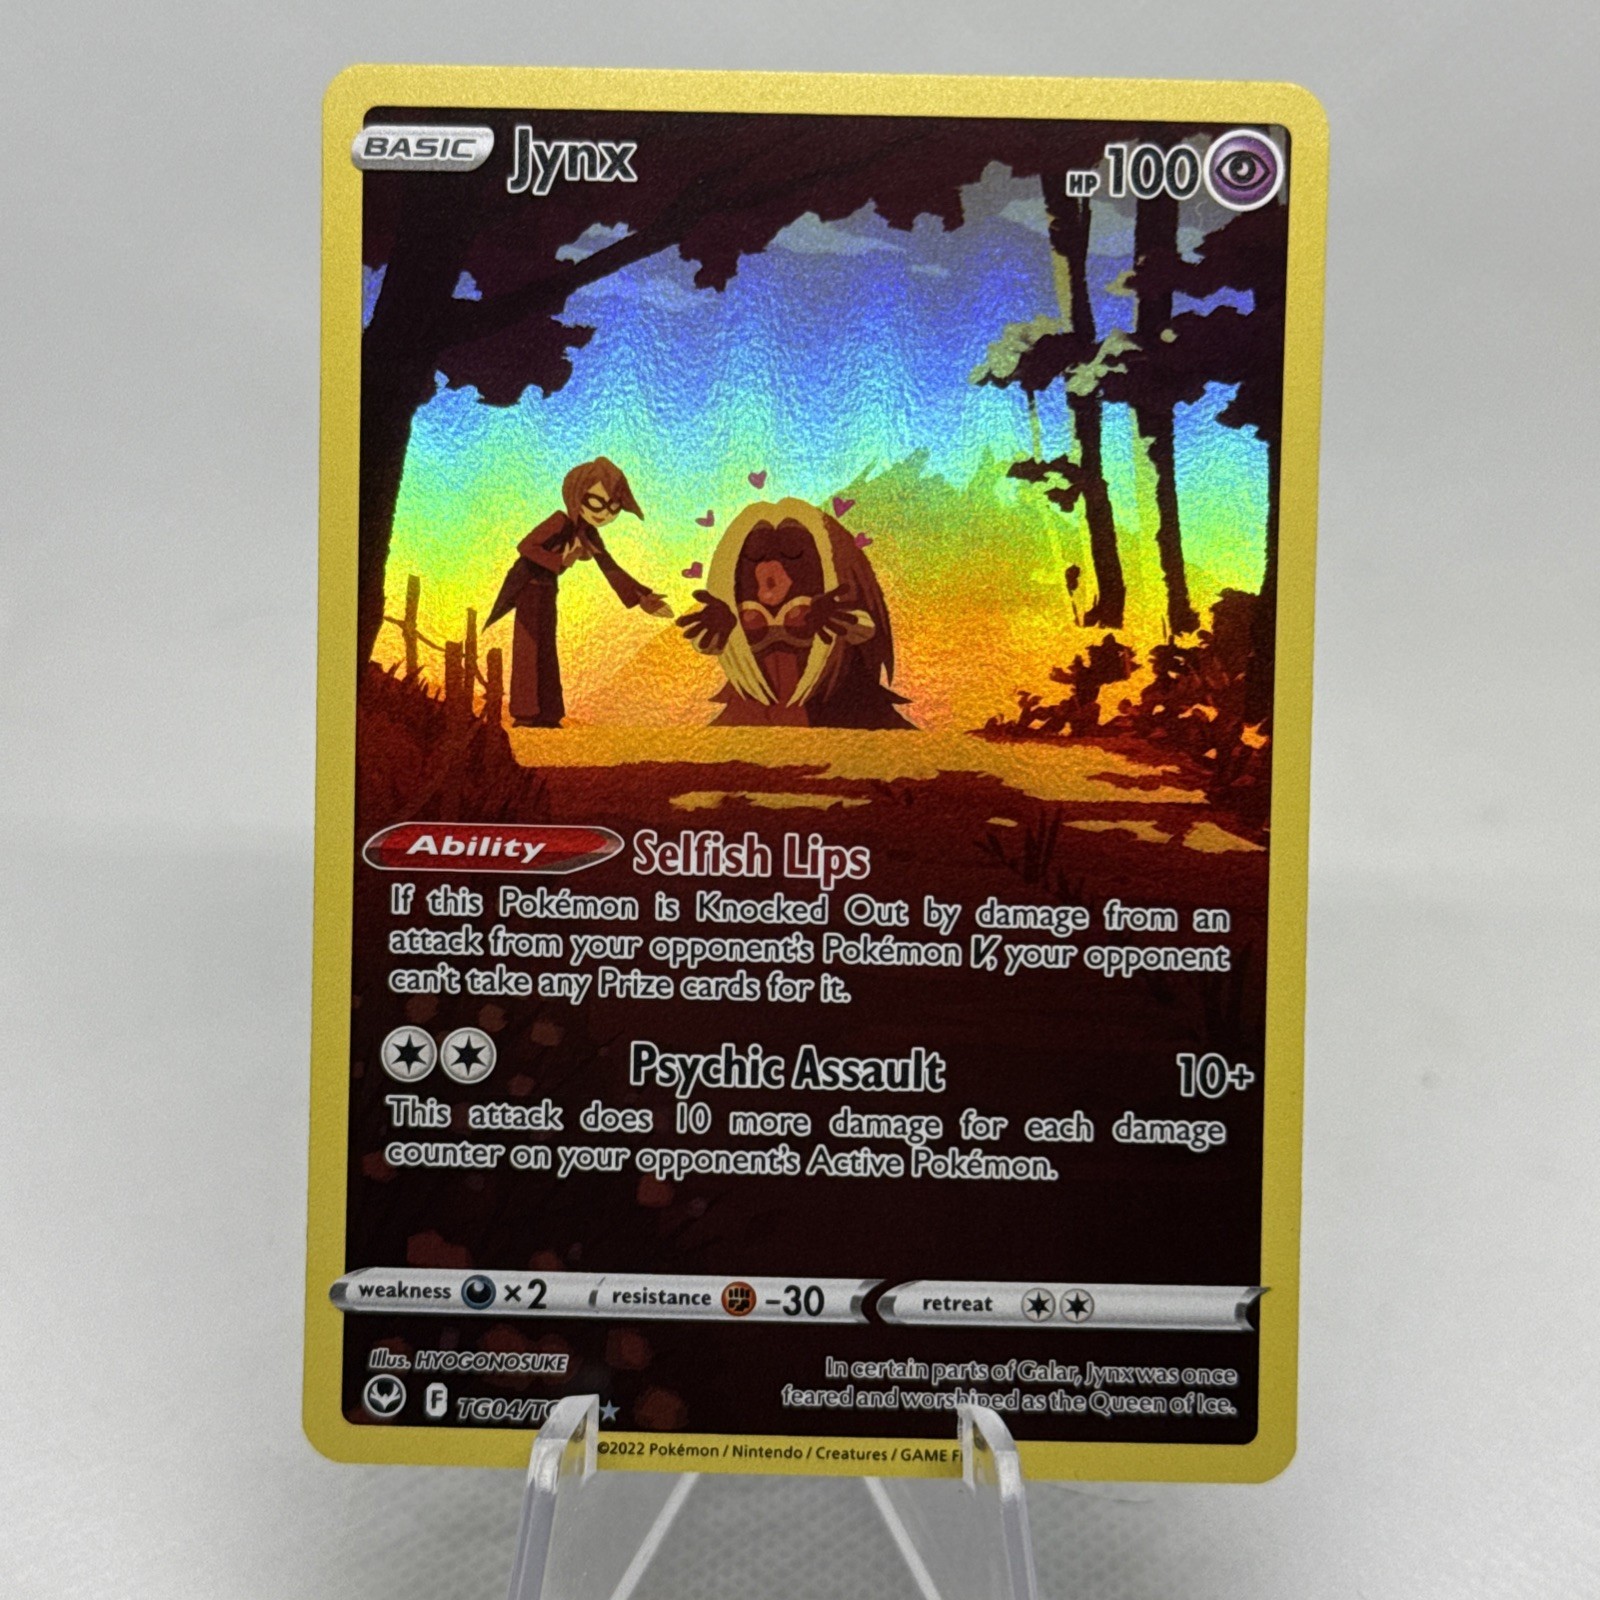 BASIC Jynx HP 100
Ability Selfish Lips
If this Pokémon is Knocked Out by damage from an
attack from your opponent's Pokémon V, your opponent
can't take any Prize cards for it.
Psychic Assault 10+
This attack does 10 more damage for each damage
counter on your opponent's Active Pokémon.
weakness ×2 resistance -30 retreat
Illus. HYOGONOSUKE
In certain parts of Galar, Jynx was once
feared and worshiped as the Queen of Ice.
F TG04/
©2022 Pokémon / Nintendo / Creatures / GAME